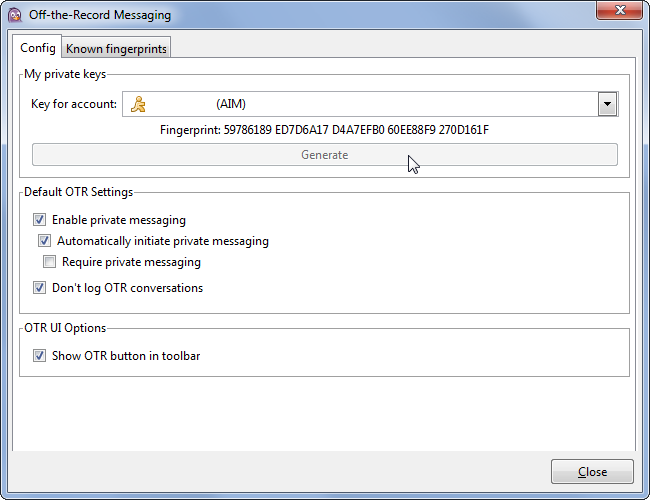 Off-the-Record Messaging
Config Known fingerprints
My private keys
Key for account: (AIM)
Fingerprint: 59786189 ED7D6A17 D4A7EFB0 60EE88F9 270D161F
Generate
Default OTR Settings
Enable private messaging
Automatically initiate private messaging
Require private messaging
Don't log OTR conversations
OTR UI Options
Show OTR button in toolbar
Close